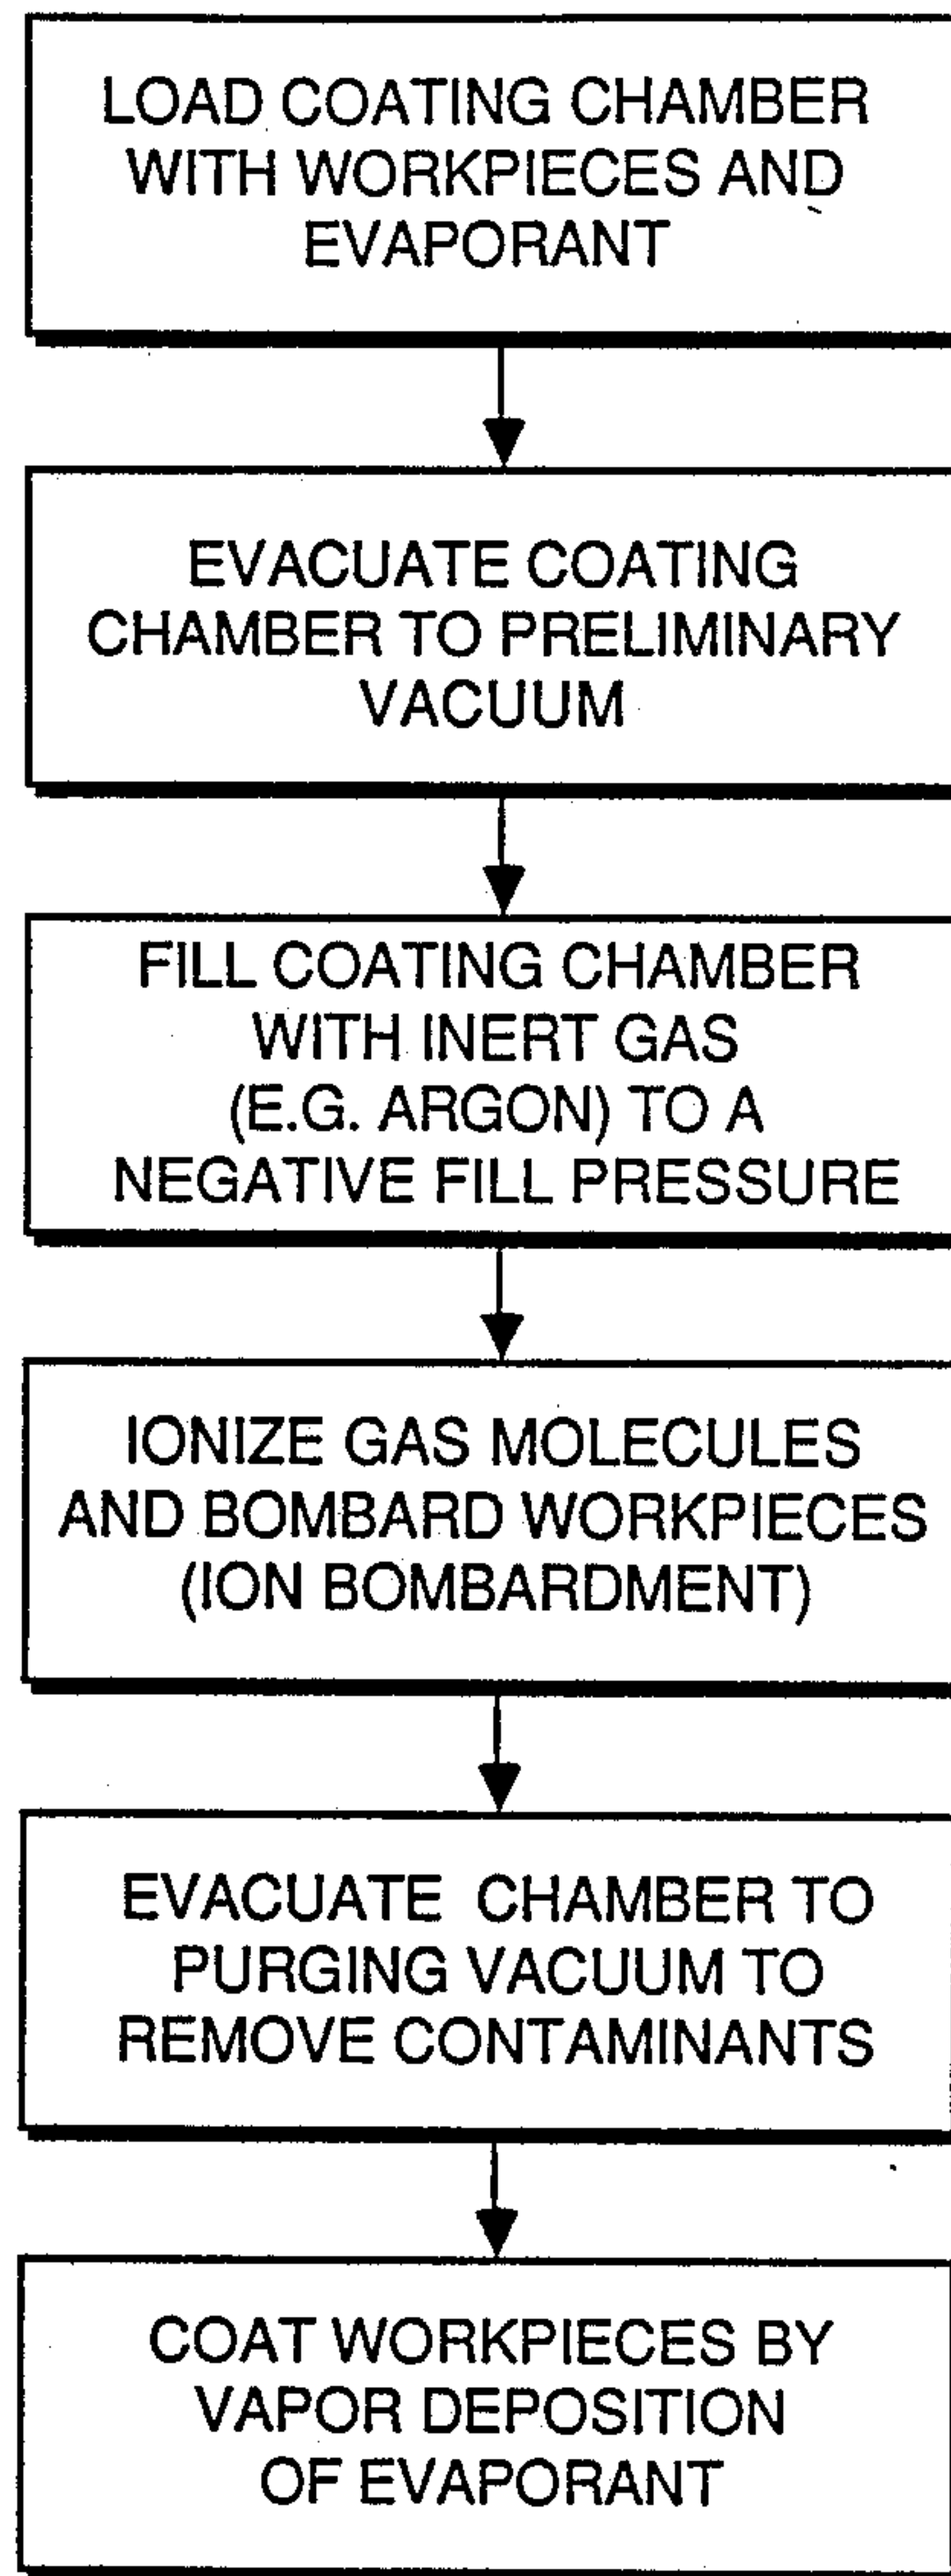 LOAD COATING CHAMBER
WITH WORKPIECES AND
EVAPORANT
EVACUATE COATING
CHAMBER TO PRELIMINARY
VACUUM
FILL COATING CHAMBER
WITH INERT GAS
(E.G. ARGON) TO A
NEGATIVE FILL PRESSURE
IONIZE GAS MOLECULES
AND BOMBARD WORKPIECES
(ION BOMBARDMENT)
EVACUATE CHAMBER TO
PURGING VACUUM TO
REMOVE CONTAMINANTS
COAT WORKPIECES BY
VAPOR DEPOSITION
OF EVAPORANT